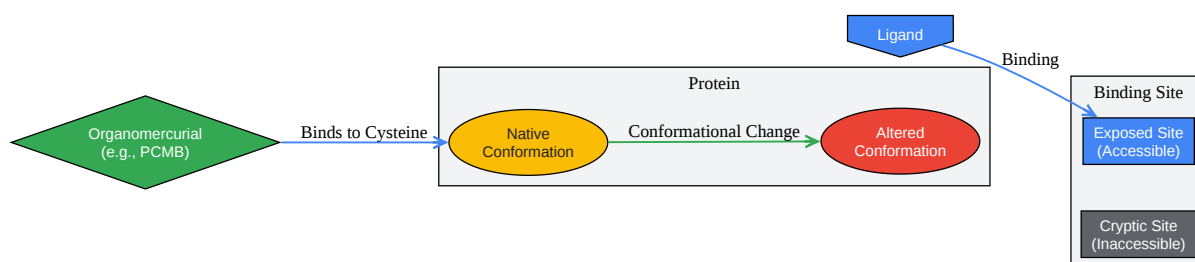 Ligand
Binding
Protein
Binding Site
Organomercurial
(e.g., PCMB)
Binds to Cysteine
Native
Conformation
Conformational Change
Altered
Conformation
Exposed Site
(Accessible)
Cryptic Site
(Inaccessible)